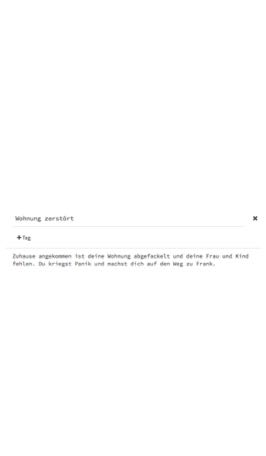 Wohnung zerstört
+Tag
Zuhause angekommen ist deine Wohnung abgefackelt und deine Frau und Kind
fehlen. Du kriegst Panik und machst dich auf den Weg zu Frank.